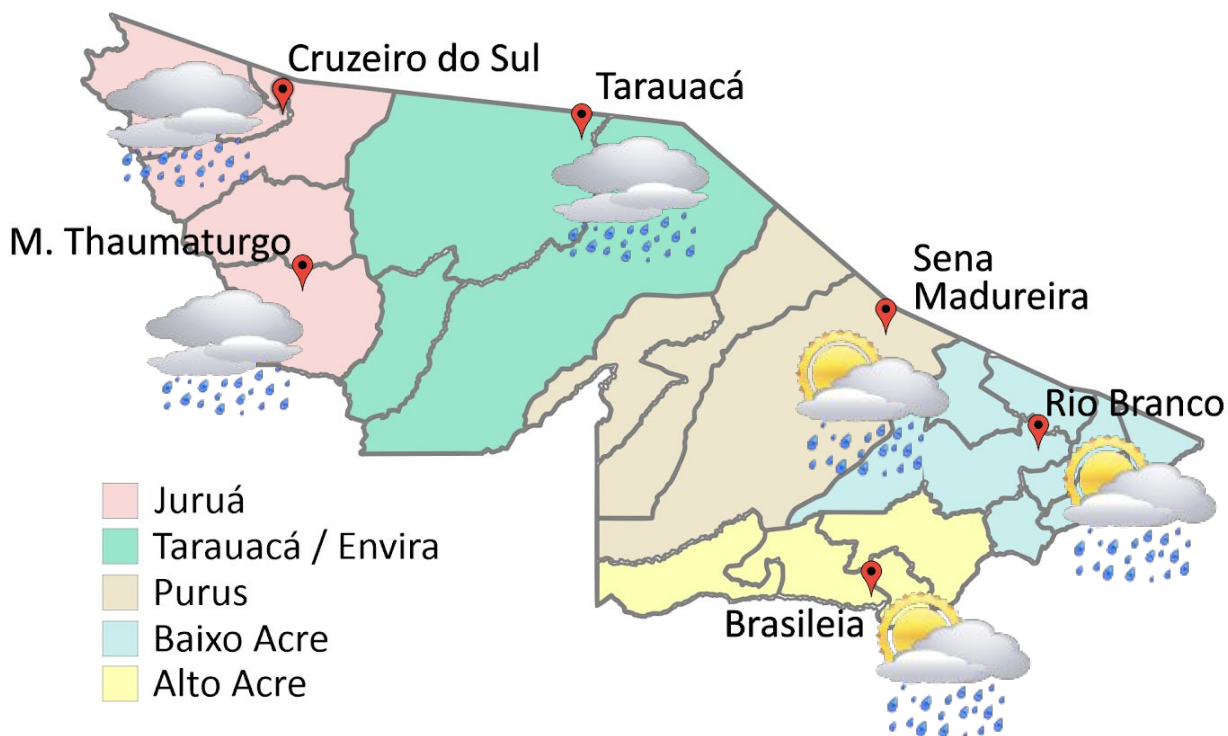 Cruzeiro do Sul
Tarauacá
M. Thaumaturgo
Sena
Madureira
Rio Branco
Brasileia
Juruá
Tarauacá / Envira
Purus
Baixo Acre
Alto Acre